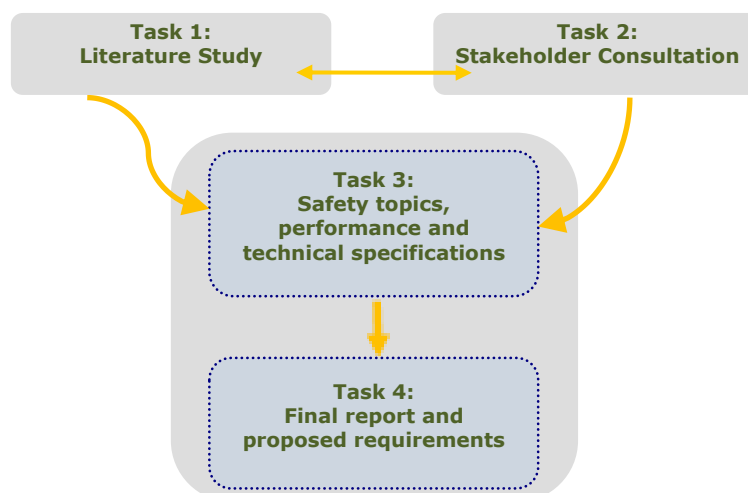 Task 1:
Literature Study
Task 2:
Stakeholder Consultation
Task 3:
Safety topics,
performance and
technical specifications
Task 4:
Final report and
proposed requirements